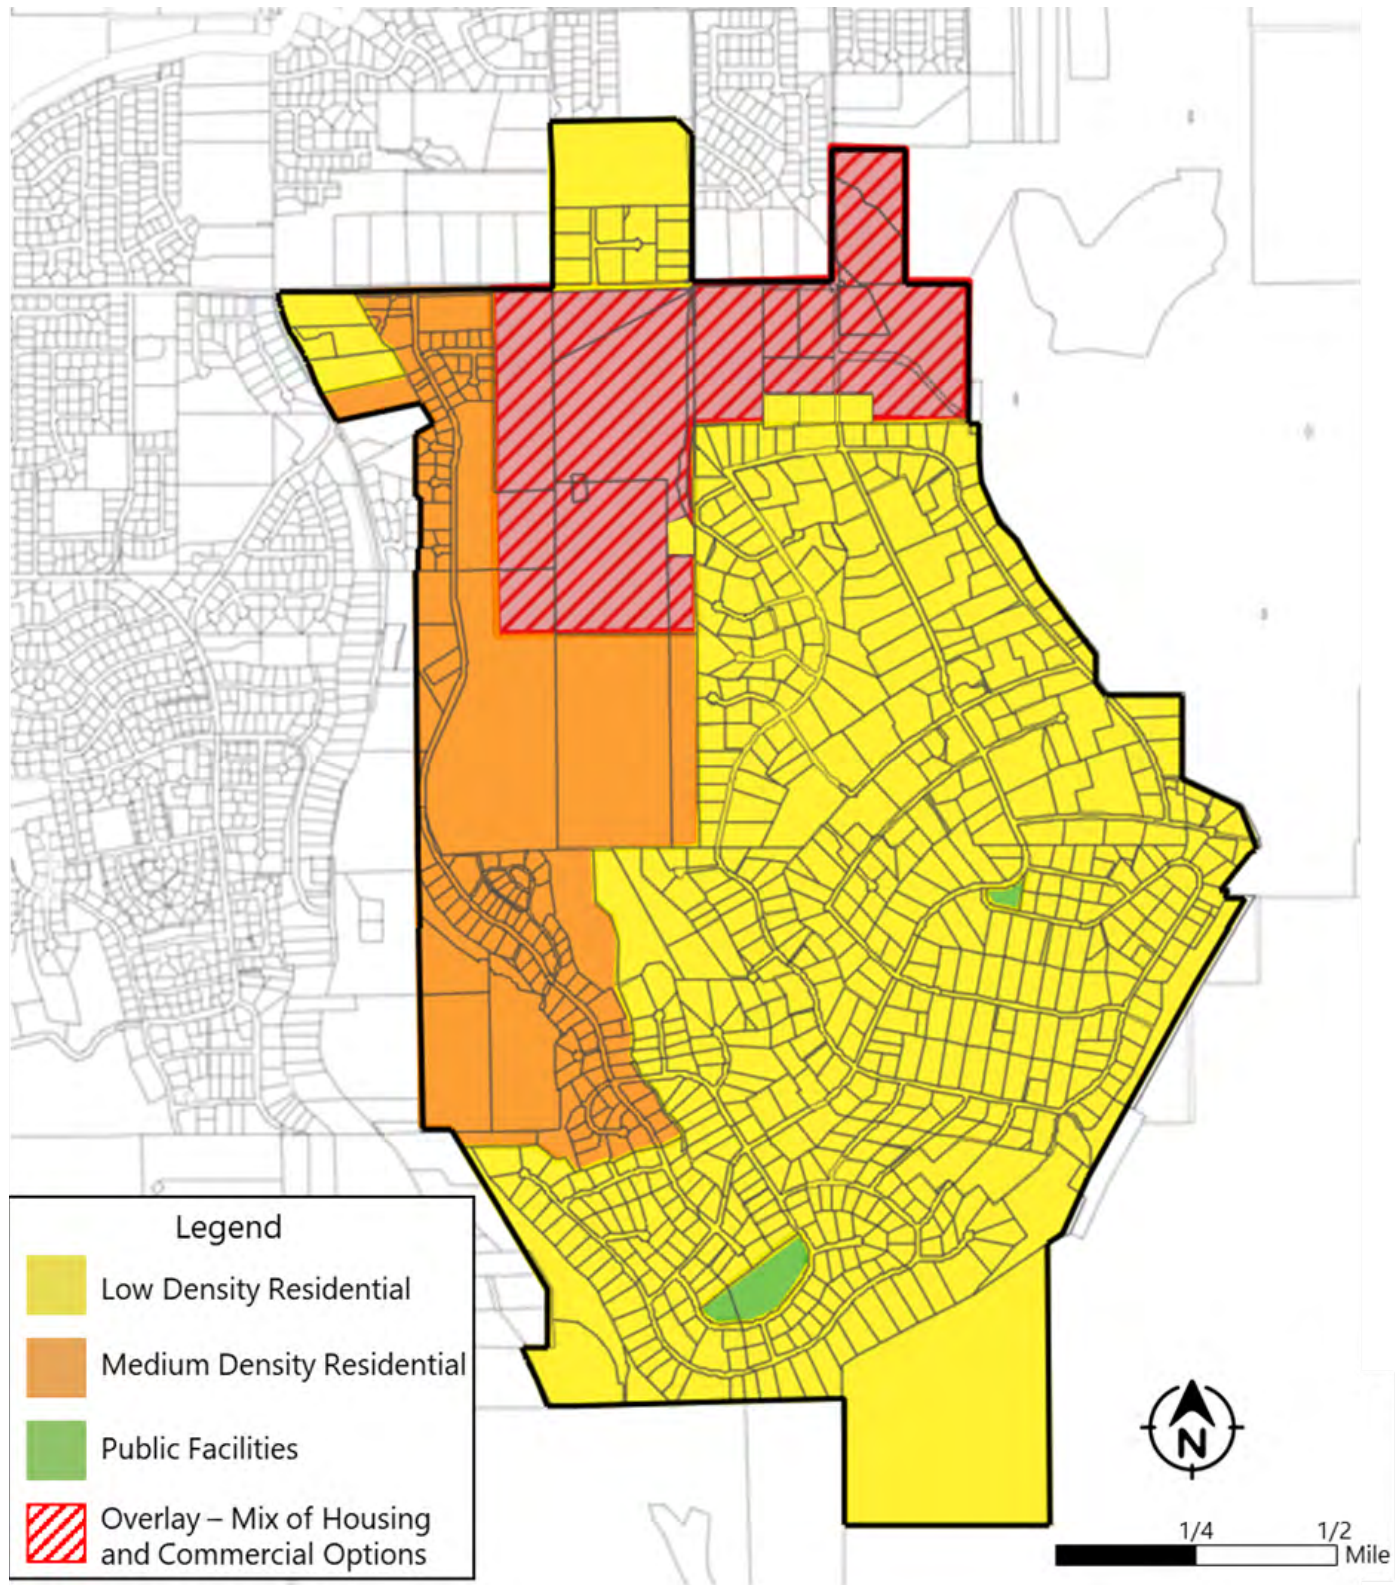 Legend
Low Density Residential
Medium Density Residential
Public Facilities
Overlay – Mix of Housing
and Commercial Options
N
1/4 1/2
Mile